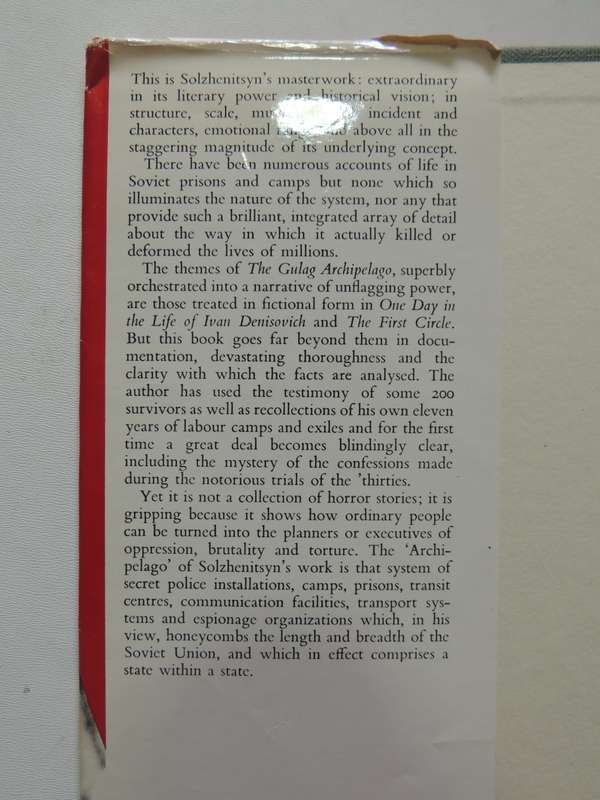 This is Solzhenitsyn's masterwork: extraordinary
in its literary power and historical vision; in
structure, scale, incident and
characters, emotional above all in the
staggering magnitude of its underlying concept.
There have been numerous accounts of life in
Soviet prisons and camps but none which so
illuminates the nature of the system, nor any that
provide such a brilliant, integrated array of detail
about the way in which it actually killed or
deformed the lives of millions.
The themes of The Gulag Archipelago, superbly
orchestrated into a narrative of unflagging power,
are those treated in fictional form in One Day in
the Life of Ivan Denisovich and The First Circle.
But this book goes far beyond them in docu-
mentation, devastating thoroughness and the
clarity with which the facts are analysed. The
author has used the testimony of some 200
survivors as well as recollections of his own eleven
years of labour camps and exiles and for the first
time a great deal becomes blindingly clear,
including the mystery of the confessions made
during the notorious trials of the 'thirties.
Yet it is not a collection of horror stories; it is
gripping because it shows how ordinary people
can be turned into the planners or executives of
oppression, brutality and torture. The 'Archi-
pelago' of Solzhenitsyn's work is that system of
secret police installations, camps, prisons, transit
centres, communication facilities, transport sys-
tems and espionage organizations which, in his
view, honeycombs the length and breadth of the
Soviet Union, and which in effect comprises a
state within a state.